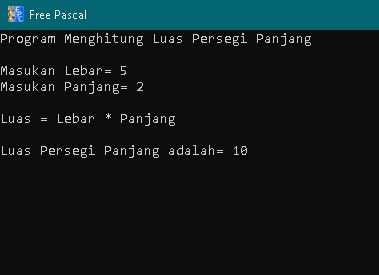 Free Pascal
Program Menghitung Luas Persegi Panjang
Masukan Lebar= 5
Masukan Panjang= 2
Luas = Lebar * Panjang
Luas Persegi Panjang adalah= 10